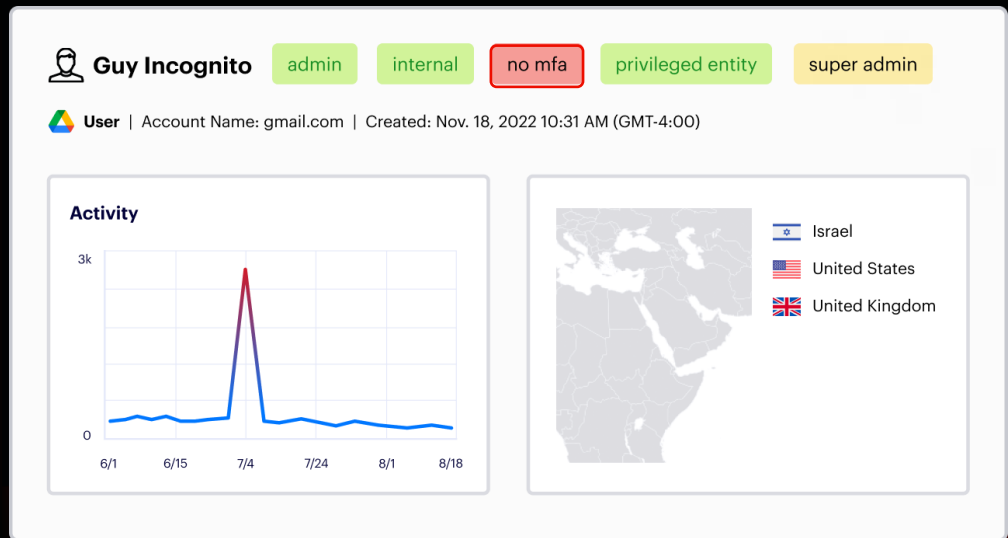 Guy Incognito admin internal no mfa privileged entity super admin
User | Account Name: gmail.com | Created: Nov. 18, 2022 10:31 AM (GMT-4:00)
Activity
3k
0
6/1 6/15 7/4 7/24 8/1 8/18
Israel
United States
United Kingdom